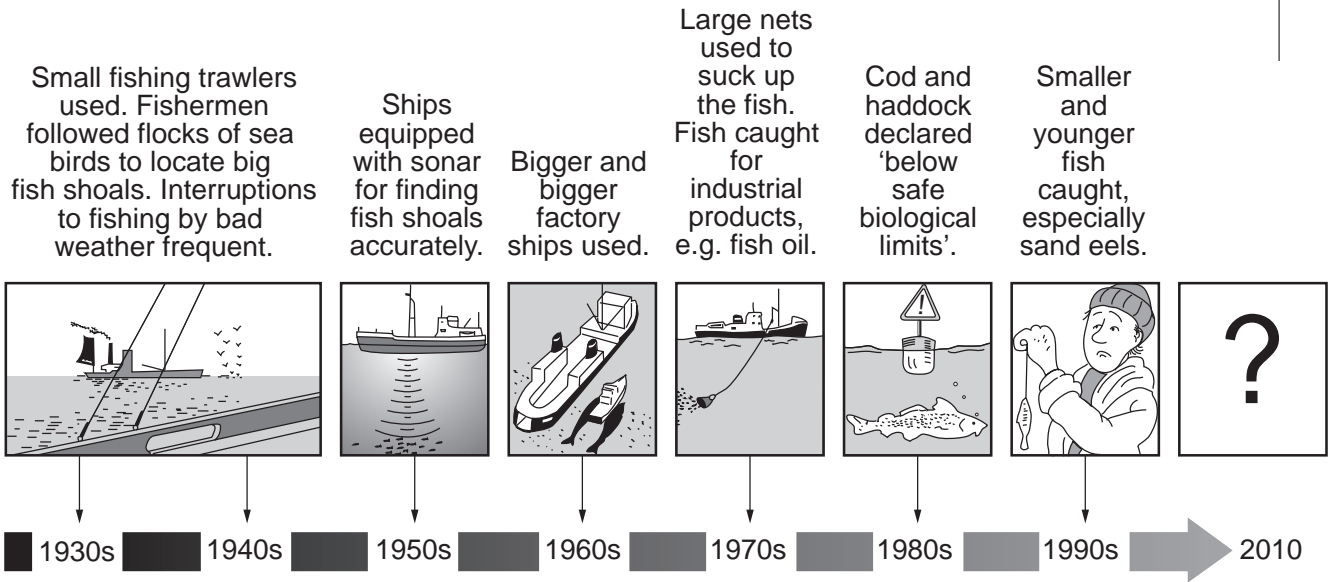 Small fishing trawlers
used. Fishermen
followed flocks of sea
birds to locate big
fish shoals. Interruptions
to fishing by bad
weather frequent.
Ships
equipped
with sonar
for finding
fish shoals
accurately.
Bigger and
bigger
factory
ships used.
Large nets
used to
suck up
the fish.
Fish caught
for
industrial
products,
e.g. fish oil.
Cod and
haddock
declared
‘below
safe
biological
limits’.
Smaller
and
younger
fish
caught,
especially
sand eels.
!
?
1930s 1940s 1950s 1960s 1970s 1980s 1990s 2010